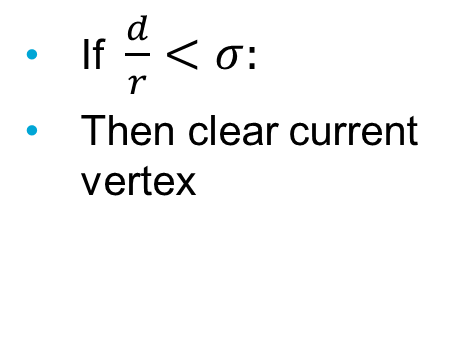 • If d/r < σ:
• Then clear current
vertex